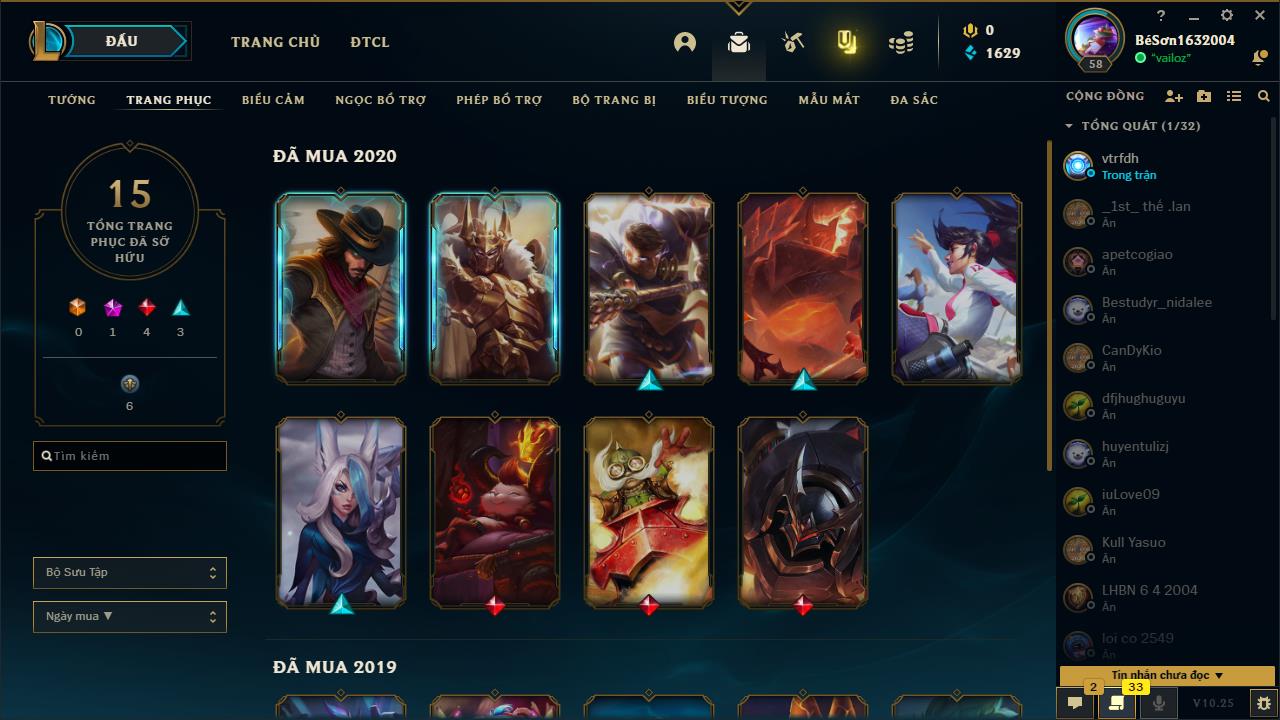 ĐẤU
TRANG CHỦ
ĐTCL
0
1629
?
BéSơn1632004
"vailoz"
58
TƯỚNG
TRANG PHỤC
BIỂU CẢM
NGỌC BỔ TRỢ
PHÉP BỔ TRỢ
BỘ TRANG BỊ
BIỂU TƯỢNG
MẪU MẮT
ĐA SẮC
CỘNG ĐỒNG
TỔNG QUÁT (1/32)
15
TỔNG TRANG
PHỤC ĐÃ SỞ
HỮU
0
1
4
3
6
Tìm kiếm
Bộ Sưu Tập
Ngày mua ▼
ĐÃ MUA 2020
ĐÃ MUA 2019
vtrfdh
Trong trận
_1st_ thế .lan
Ẩn
apetcogiao
Ẩn
Bestudyr_nidalee
Ẩn
CanDyKio
Ẩn
dfjhughuguyu
Ẩn
huyentulizj
Ẩn
iuLove09
Ẩn
Kull Yasuo
Ẩn
LHBN 6 4 2004
Ẩn
loi co 2549
Ẩn
Tin nhắn chưa đọc ▼
2
33
V10.25